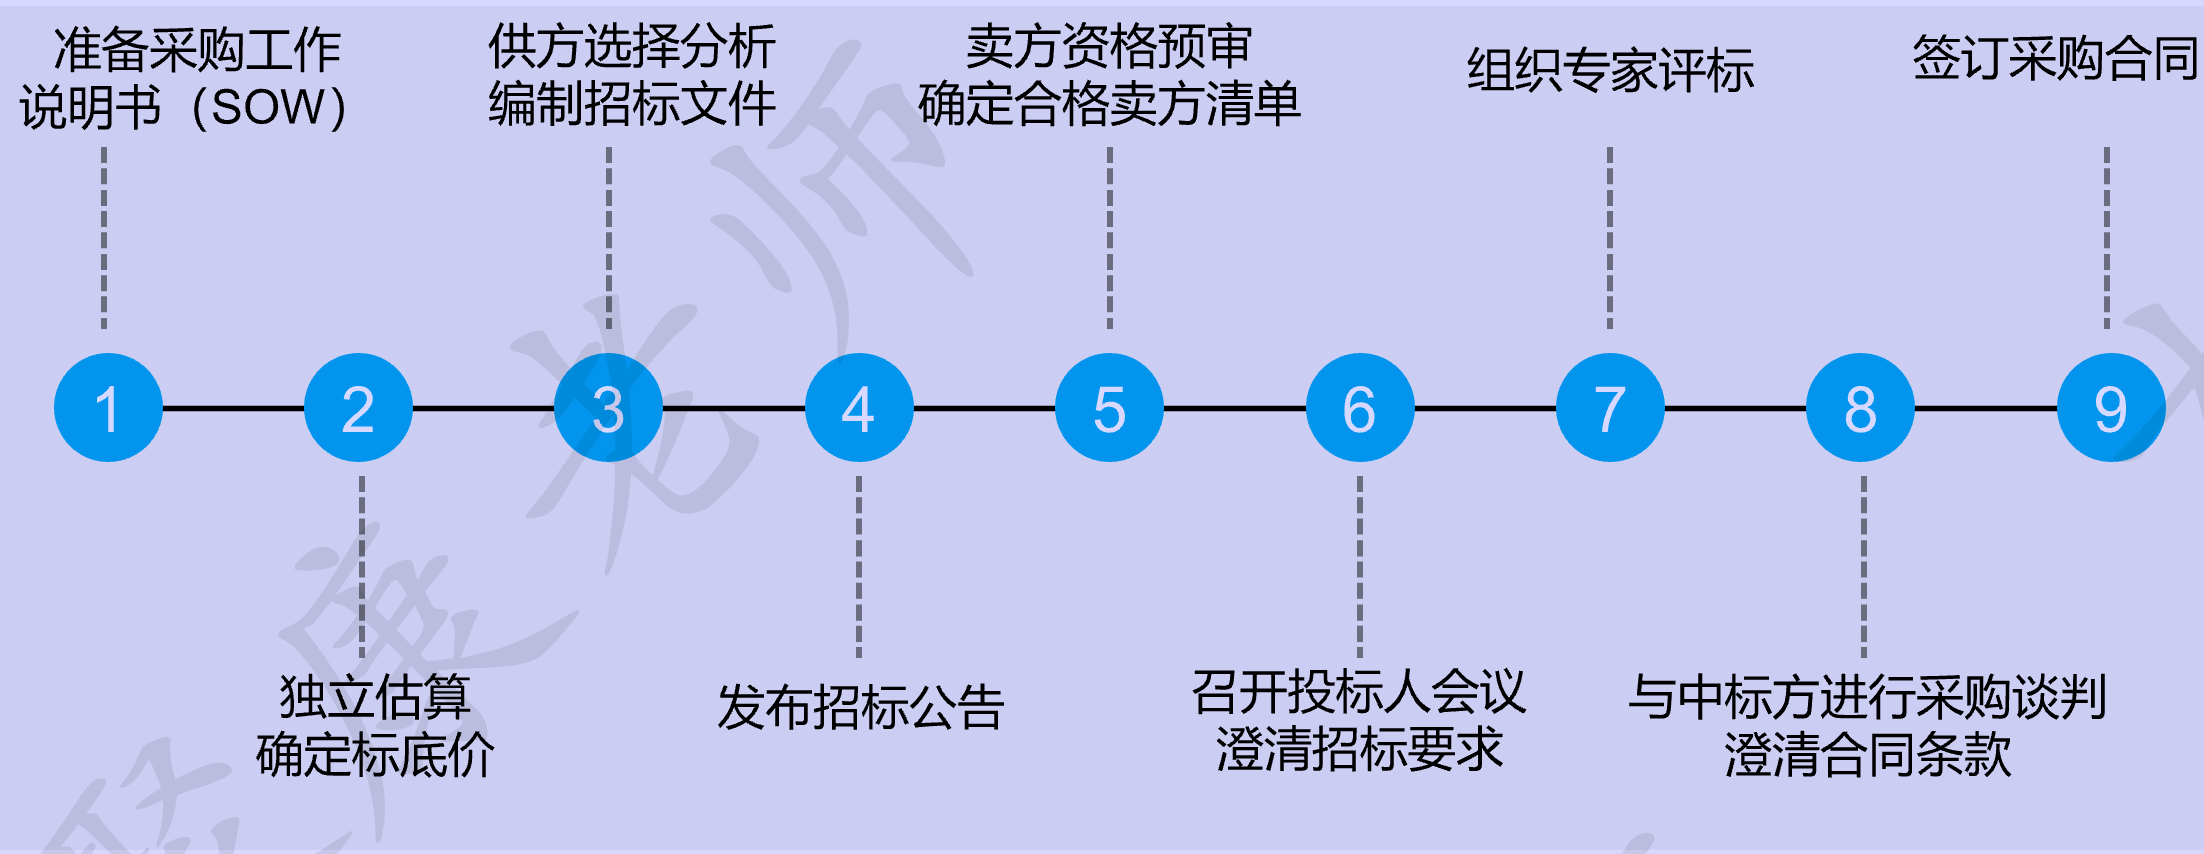 准备采购工作
说明书（SOW）
供方选择分析
编制招标文件
卖方资格预审
确定合格卖方清单
组织专家评标
签订采购合同
1
2
3
4
5
6
7
8
9
独立估算
确定标底价
发布招标公告
召开投标人会议
澄清招标要求
与中标方进行采购谈判
澄清合同条款
老师